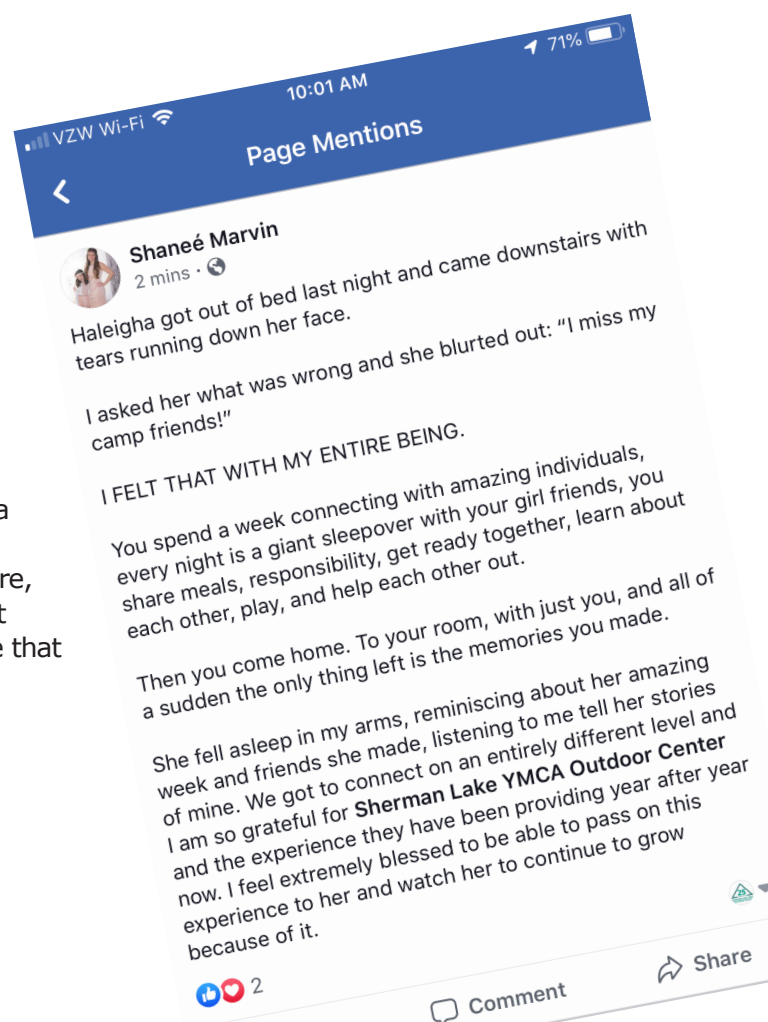 VZW Wi-Fi 10:01 AM 71%
Page Mentions
Shaneé Marvin
2 mins ·
Haleigha got out of bed last night and came downstairs with
tears running down her face.
I asked her what was wrong and she blurted out: “I miss my
camp friends!”
I FELT THAT WITH MY ENTIRE BEING.
You spend a week connecting with amazing individuals,
every night is a giant sleepover with your girl friends, you
share meals, responsibility, get ready together, learn about
each other, play, and help each other out.
Then you come home. To your room, with just you, and all of
a sudden the only thing left is the memories you made.
She fell asleep in my arms, reminiscing about her amazing
week and friends she made, listening to me tell her stories
of mine. We got to connect on an entirely different level and
I am so grateful for Sherman Lake YMCA Outdoor Center
and the experience they have been providing year after year
now. I feel extremely blessed to be able to pass on this
experience to her and watch her to continue to grow
because of it.
25
2
Comment Share
a
re,
t
e that